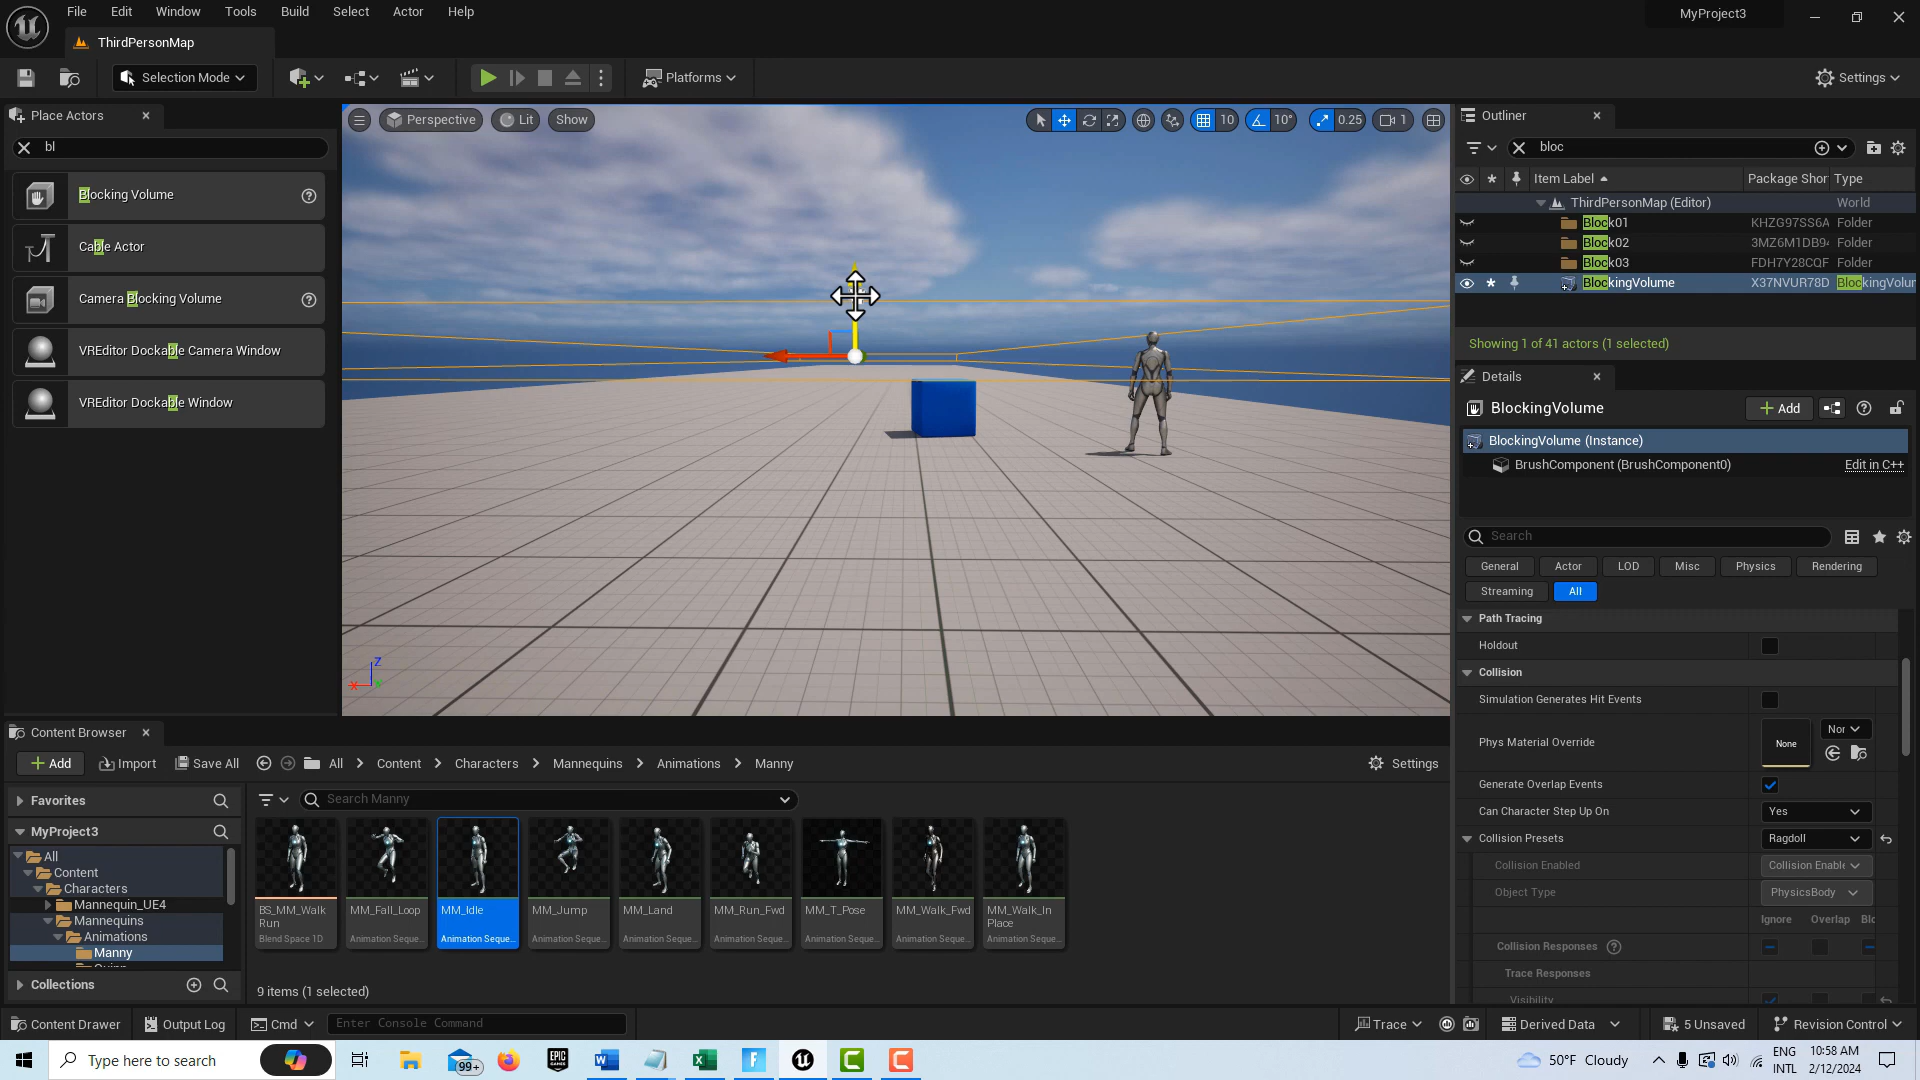 File Edit Window Tools Build Select Actor Help
MyProject3
ThirdPersonMap
Selection Mode
Platforms
Settings
Place Actors
bl
Blocking Volume
Cable Actor
Camera Blocking Volume
VREditor Dockable Camera Window
VREditor Dockable Window
Perspective Lit Show
10 10° 0.25 1
Z
X
Outliner
bloc
Item Label Package Shor Type
ThirdPersonMap (Editor) World
Block01 KHZG97SS6A Folder
Block02 3MZ6M1DB94 Folder
Block03 FDH7Y28CQF Folder
BlockingVolume X37NVUR78D BlockingVolur
Showing 1 of 41 actors (1 selected)
Details
BlockingVolume
Add
BlockingVolume (Instance)
BrushComponent (BrushComponent0) Edit in C++
Search
General Actor LOD Misc Physics Rendering
Streaming All
Path Tracing
Holdout
Collision
Simulation Generates Hit Events
Phys Material Override None Nor
Generate Overlap Events
Can Character Step Up On Yes
Collision Presets Ragdoll
Collision Enabled Collision Enable
Object Type PhysicsBody
Ignore Overlap Blo
Collision Responses
Trace Responses
Visibility
Content Browser
Add Import Save All All Content Characters Mannequins Animations Manny Settings
Favorites
MyProject3
All
Content
Characters
Mannequin_UE4
Mannequins
Animations
Manny
Collections
Search Manny
BS_MM_Walk
Run
Blend Space 1D
MM_Fall_Loop
Animation Seque...
MM_Idle
Animation Seque...
MM_Jump
Animation Seque...
MM_Land
Animation Seque...
MM_Run_Fwd
Animation Seque...
MM_T_Pose
Animation Seque...
MM_Walk_Fwd
Animation Seque...
MM_Walk_In
Place
Animation Seque...
9 items (1 selected)
Content Drawer Output Log Cmd Enter Console Command
Trace Derived Data 5 Unsaved Revision Control
Type here to search
99+
EPIC
GAMES
50°F Cloudy
ENG
INTL
10:58 AM
2/12/2024